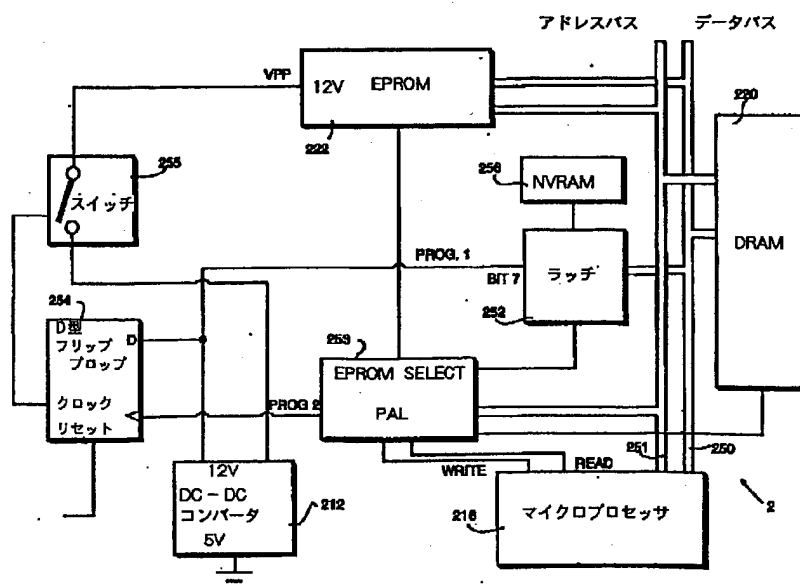 アドレスバス
データバス
VPP
12V
EPROM
222
220
255
スイッチ
256
NVRAM
DRAM
PROG. 1
BIT 7
ラッチ
252
254
D型
フリップ
プロップ
D
クロック
リセット
253
EPROM SELECT
PAL
PROG 2
251
250
WRITE
READ
12V
DC-DC
コンバータ
5V
212
216
マイクロプロセッサ
2